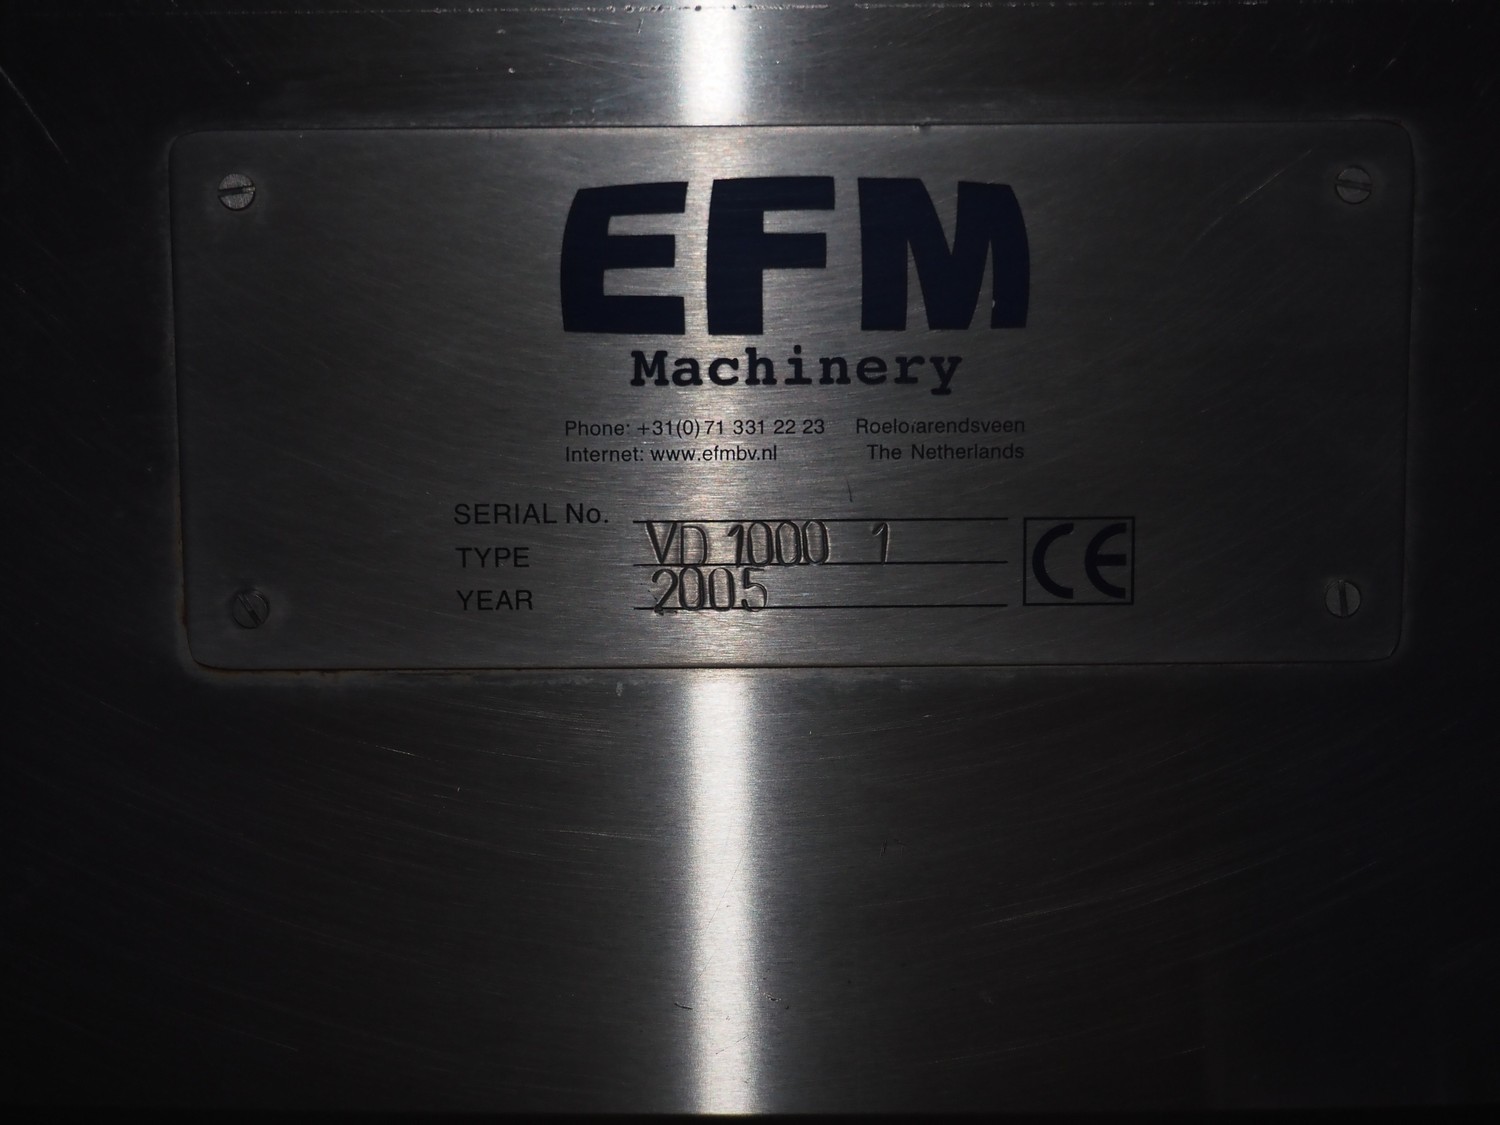 EFM
Machinery
Phone: +31(0)71 331 22 23 Roelofarendsveen
Internet: www.efmbv.nl The Netherlands
SERIAL No.
TYPE VD 1000 1
YEAR 2005
CE